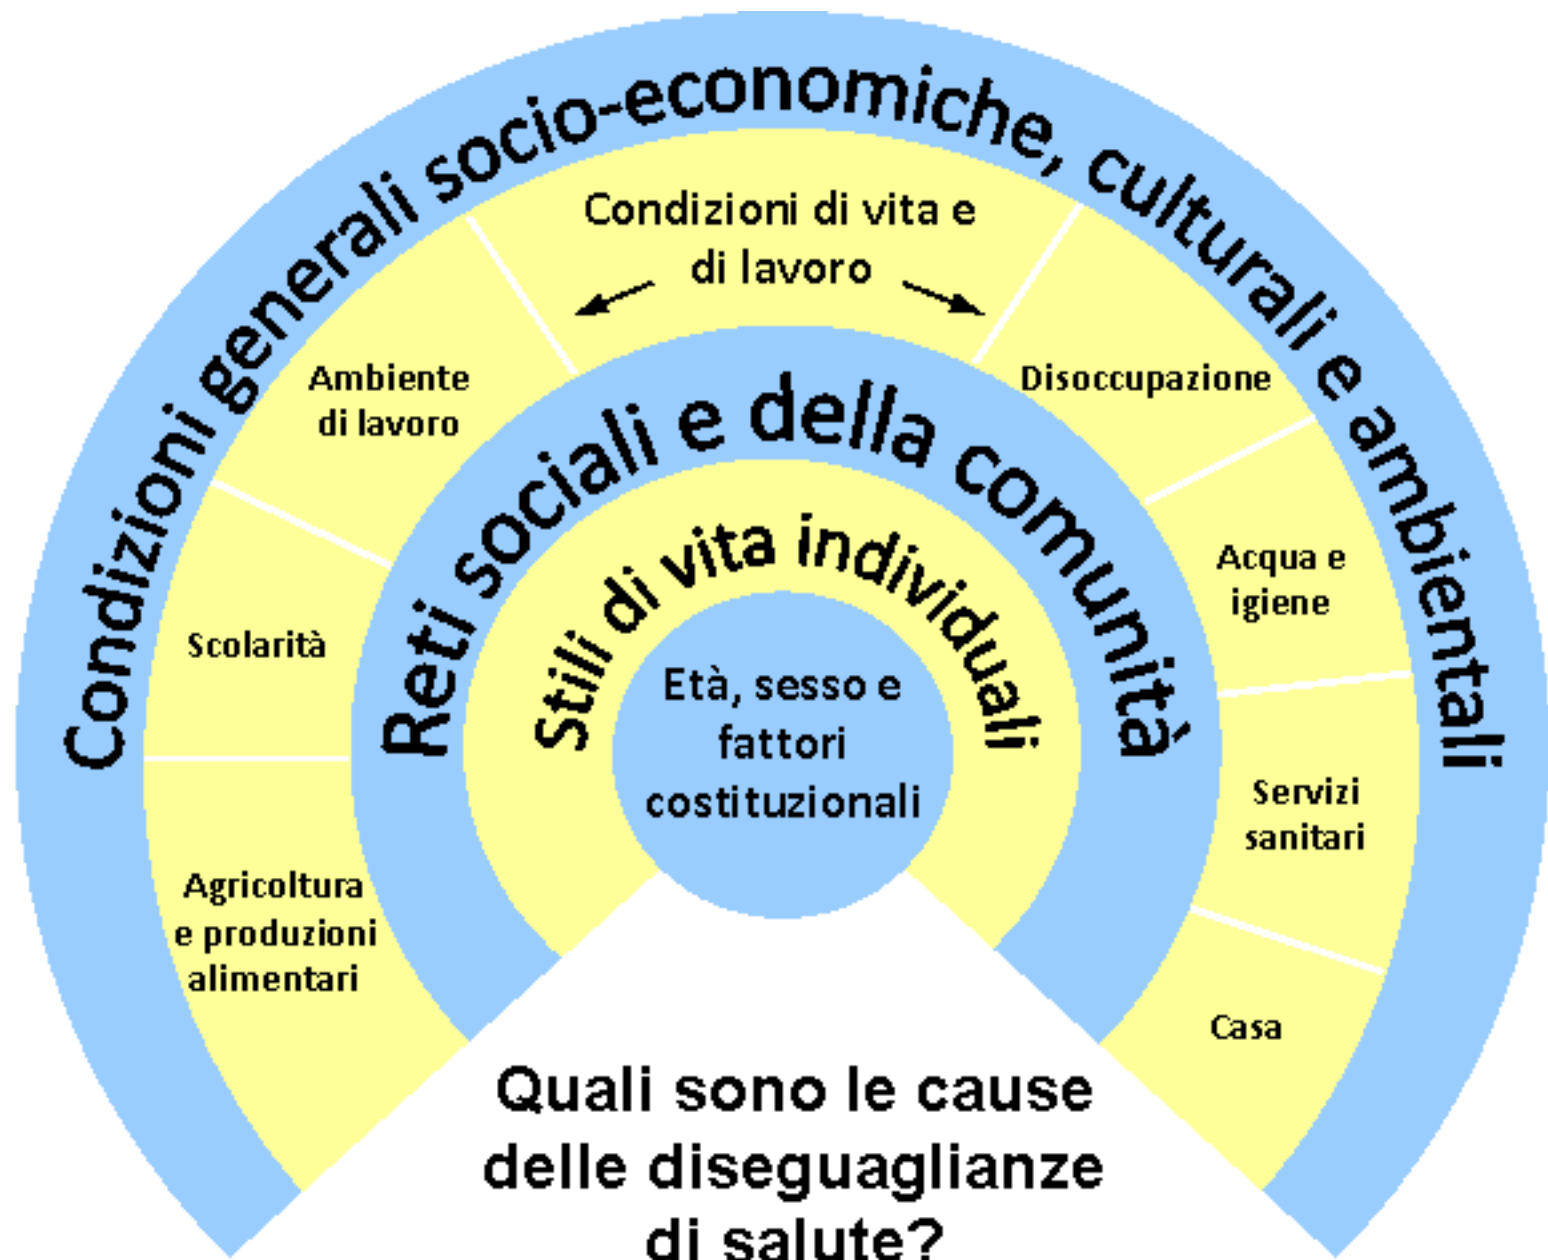 Condizioni generali socio-economiche, culturali e ambientali
Condizioni di vita e
di lavoro
Ambiente
di lavoro
Disoccupazione
Reti sociali e della comunità
Stili di vita individuali
Acqua e
igiene
Scolarità
Età, sesso e
fattori
costituzionali
Servizi
sanitari
Agricoltura
e produzioni
alimentari
Casa
Quali sono le cause
delle diseguaglianze
di salute?